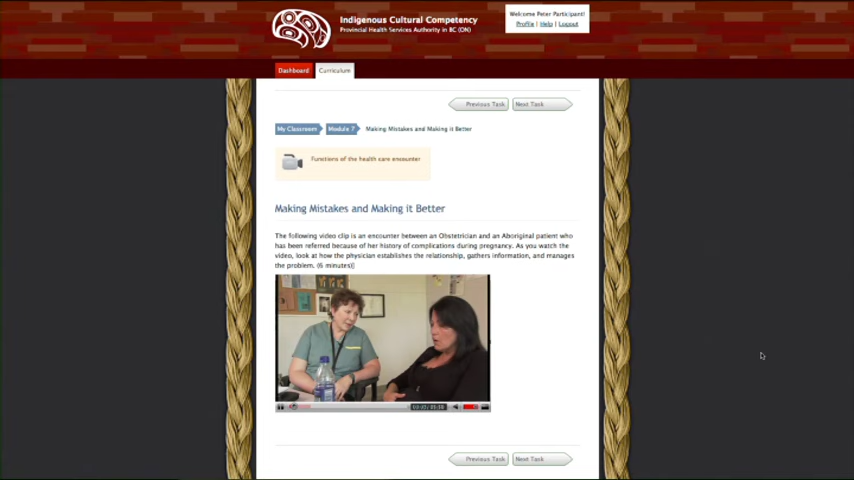 Indigenous Cultural Competency
Provincial Health Services Authority in BC (ON)
Welcome Peter Participant!
Profile | Help | Logout
Dashboard
Curriculum
Previous Task
Next Task
My Classroom
Module 7
Making Mistakes and Making it Better
Functions of the health care encounter
Making Mistakes and Making it Better
The following video clip is an encounter between an Obstetrician and an Aboriginal patient who
has been referred because of her history of complications during pregnancy. As you watch the
video, look at how the physician establishes the relationship, gathers information, and manages
the problem. (6 minutes)]
Previous Task
Next Task